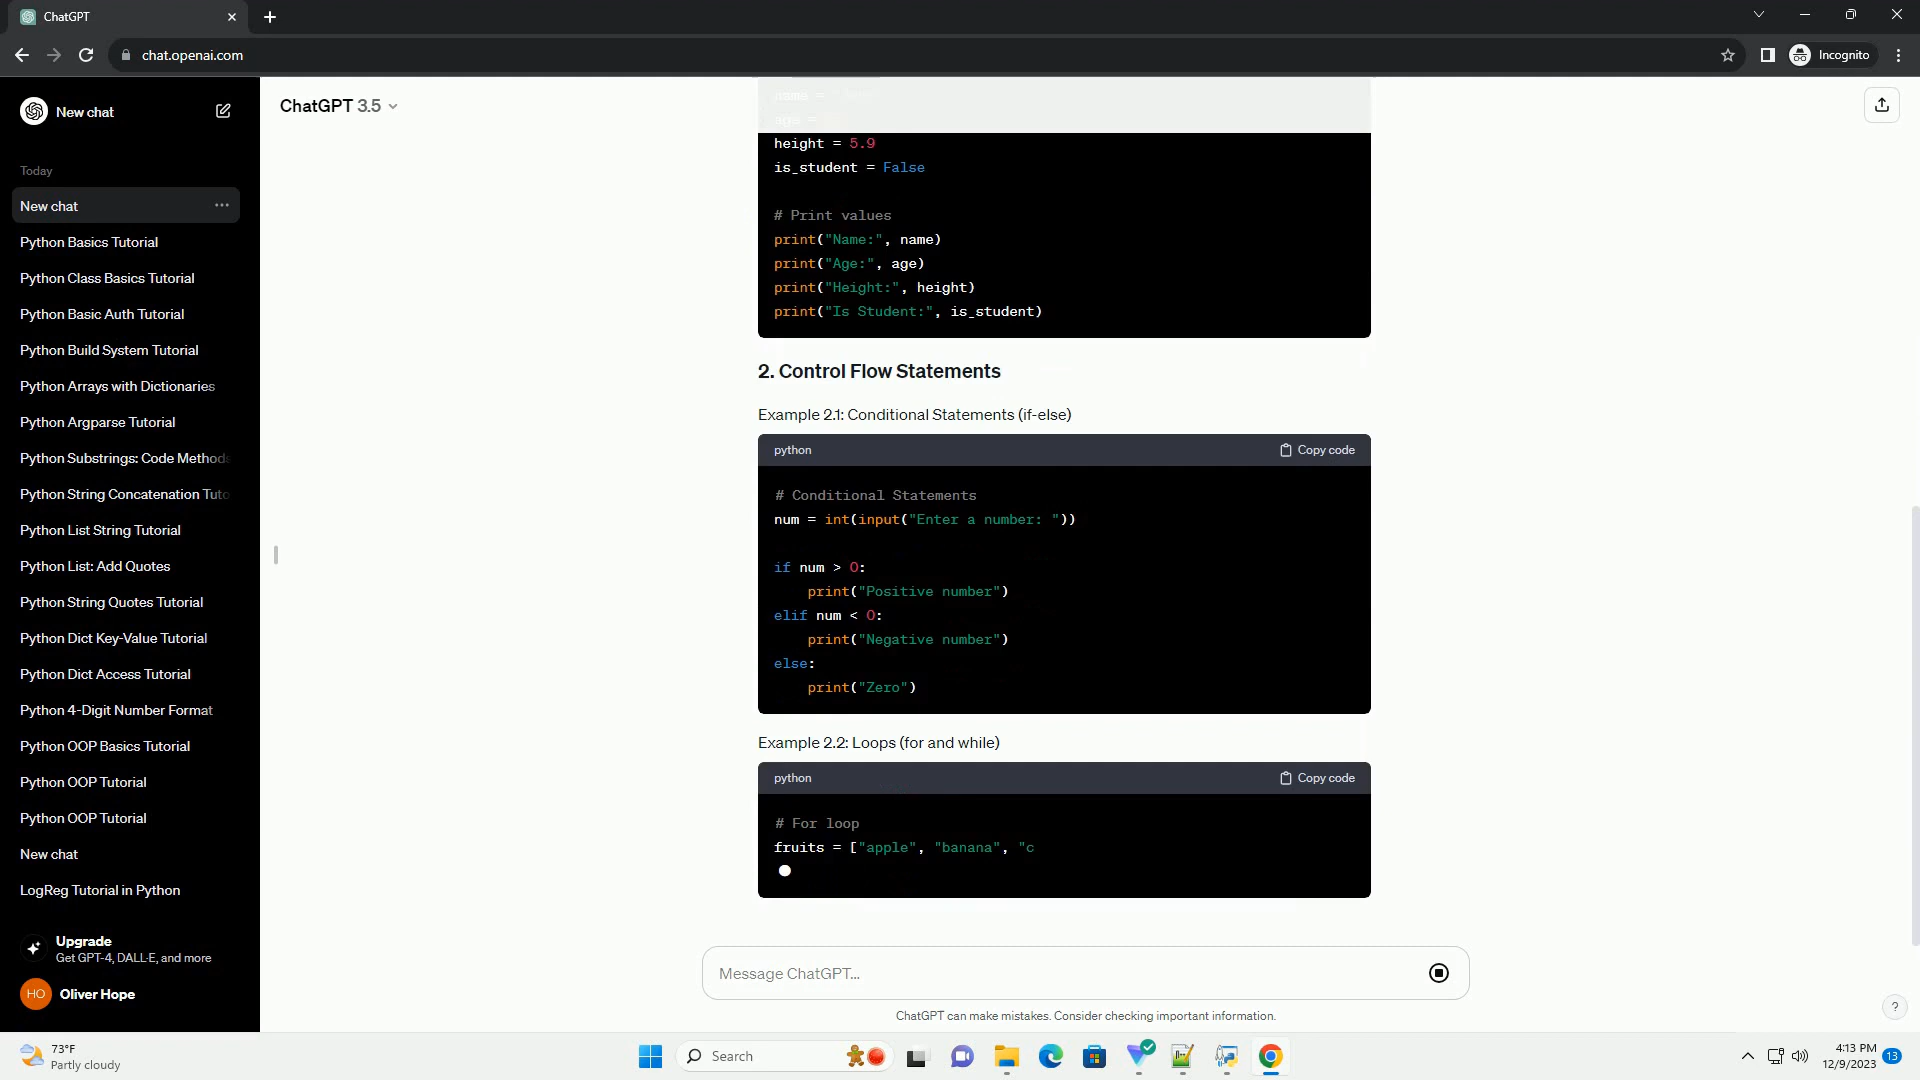 ChatGPT
chat.openai.com
Incognito
New chat
Today
New chat
Python Basics Tutorial
Python Class Basics Tutorial
Python Basic Auth Tutorial
Python Build System Tutorial
Python Arrays with Dictionaries
Python Argparse Tutorial
Python Substrings: Code Methods
Python String Concatenation Tuto
Python List String Tutorial
Python List: Add Quotes
Python String Quotes Tutorial
Python Dict Key-Value Tutorial
Python Dict Access Tutorial
Python 4-Digit Number Format
Python OOP Basics Tutorial
Python OOP Tutorial
Python OOP Tutorial
New chat
LogReg Tutorial in Python
Upgrade
Get GPT-4, DALL·E, and more
HO
Oliver Hope
ChatGPT 3.5
name =
age =
height = 5.9
is_student = False
# Print values
print("Name:", name)
print("Age:", age)
print("Height:", height)
print("Is Student:", is_student)
2. Control Flow Statements
Example 2.1: Conditional Statements (if-else)
python
Copy code
# Conditional Statements
num = int(input("Enter a number: "))
if num > 0:
print("Positive number")
elif num < 0:
print("Negative number")
else:
print("Zero")
Example 2.2: Loops (for and while)
python
Copy code
# For loop
fruits = ["apple", "banana", "c
Message ChatGPT...
ChatGPT can make mistakes. Consider checking important information.
?
73°F
Partly cloudy
Search
4:13 PM
12/9/2023
13